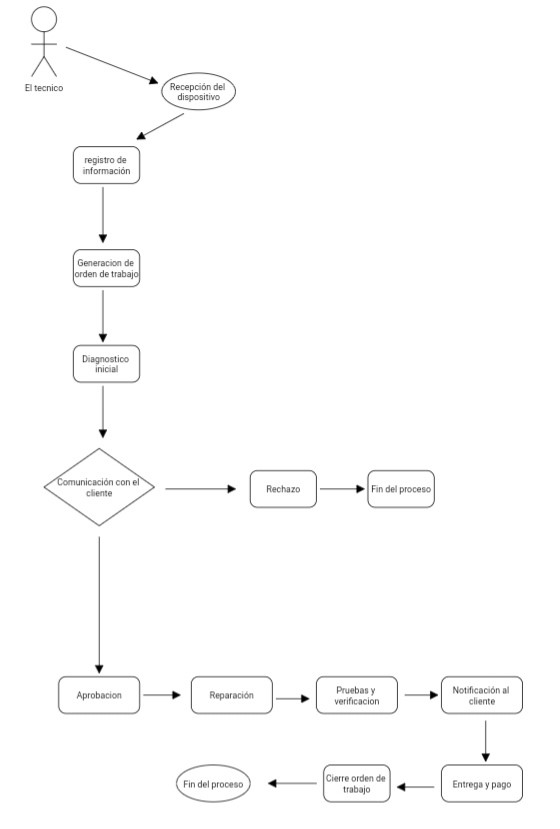 El tecnico
Recepción del
dispositivo
registro de
información
Generacion de
orden de trabajo
Diagnostico
inicial
Comunicación con el
cliente
Rechazo
Fin del proceso
Aprobacion
Reparación
Pruebas y
verificacion
Notificación al
cliente
Entrega y pago
Cierre orden de
trabajo
Fin del proceso